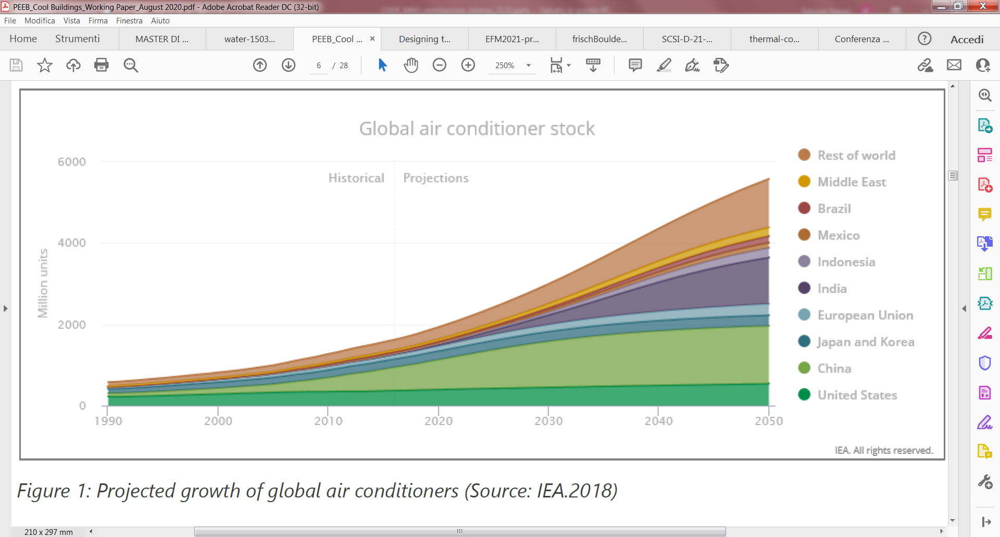 PEEB_Cool Buildings_Working Paper_August 2020.pdf - Adobe Acrobat Reader DC (32-bit)
File Modifica Vista Firma Finestra Aiuto
Home Strumenti MASTER DI ... water-1503... PEEB_Cool ... × Designing t... EFM2021-pr... frischBoulde... SCSI-D-21-... thermal-co... Conferenza ... ? Accedi
6 / 28 250%
Global air conditioner stock
6000
4000
2000
0
Million units
Historical
Projections
1990 2000 2010 2020 2030 2040 2050
Rest of world
Middle East
Brazil
Mexico
Indonesia
India
European Union
Japan and Korea
China
United States
IEA. All rights reserved.
Figure 1: Projected growth of global air conditioners (Source: IEA.2018)
210 x 297 mm